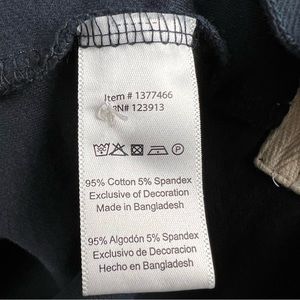 Item # 1377466
RN# 123913
95% Cotton 5% Spandex
Exclusive of Decoration
Made in Bangladesh
95% Algodón 5% Spandex
Exclusivo de Decoracion
Hecho en Bangladesh